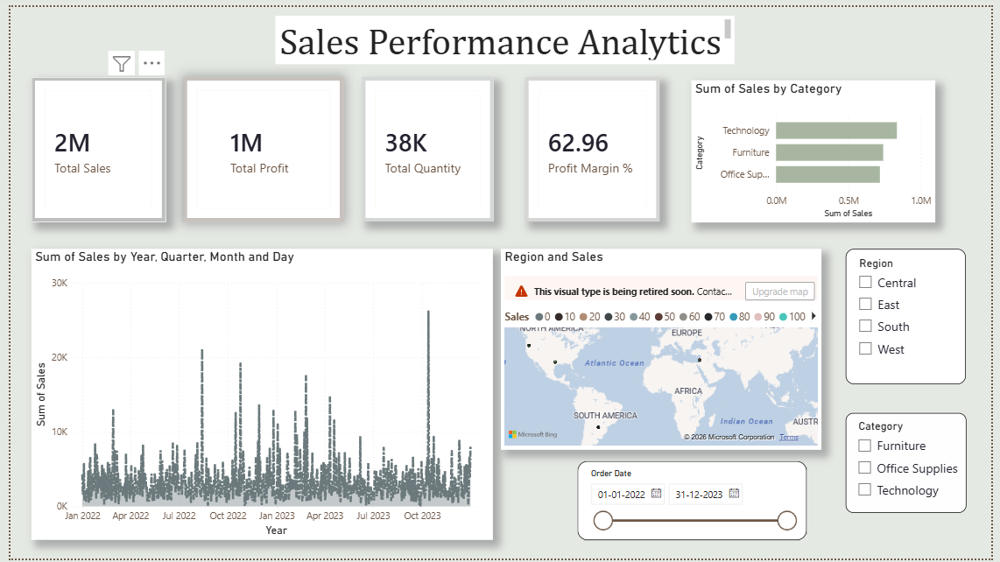 Sales Performance Analytics
2M
Total Sales
1M
Total Profit
38K
Total Quantity
62.96
Profit Margin %
Sum of Sales by Category
Category
Technology
Furniture
Office Sup...
0.0M 0.5M 1.0M
Sum of Sales
Sum of Sales by Year, Quarter, Month and Day
Sum of Sales
30K
20K
10K
0K
Jan 2022 Apr 2022 Jul 2022 Oct 2022 Jan 2023 Apr 2023 Jul 2023 Oct 2023
Year
Region and Sales
This visual type is being retired soon. Contac... Upgrade map
Sales 0 10 20 30 40 50 60 70 80 90 100
NORTH AMERICA
EUROPE
Atlantic Ocean
AFRICA
SOUTH AMERICA
Indian Ocean
AUSTR
Microsoft Bing
© 2026 Microsoft Corporation Terms
Order Date
01-01-2022 31-12-2023
Region
Central
East
South
West
Category
Furniture
Office Supplies
Technology